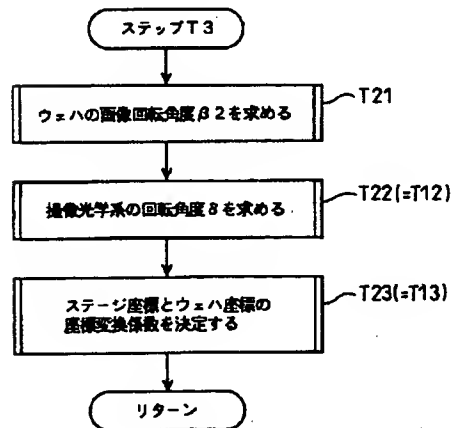 ステップT3
ウェハの画像回転角度β2を求める
T21
撮像光学系の回転角度δを求める
T22(=T12)
ステージ座標とウェハ座標の
座標変換係数を決定する
T23(=T13)
リターン